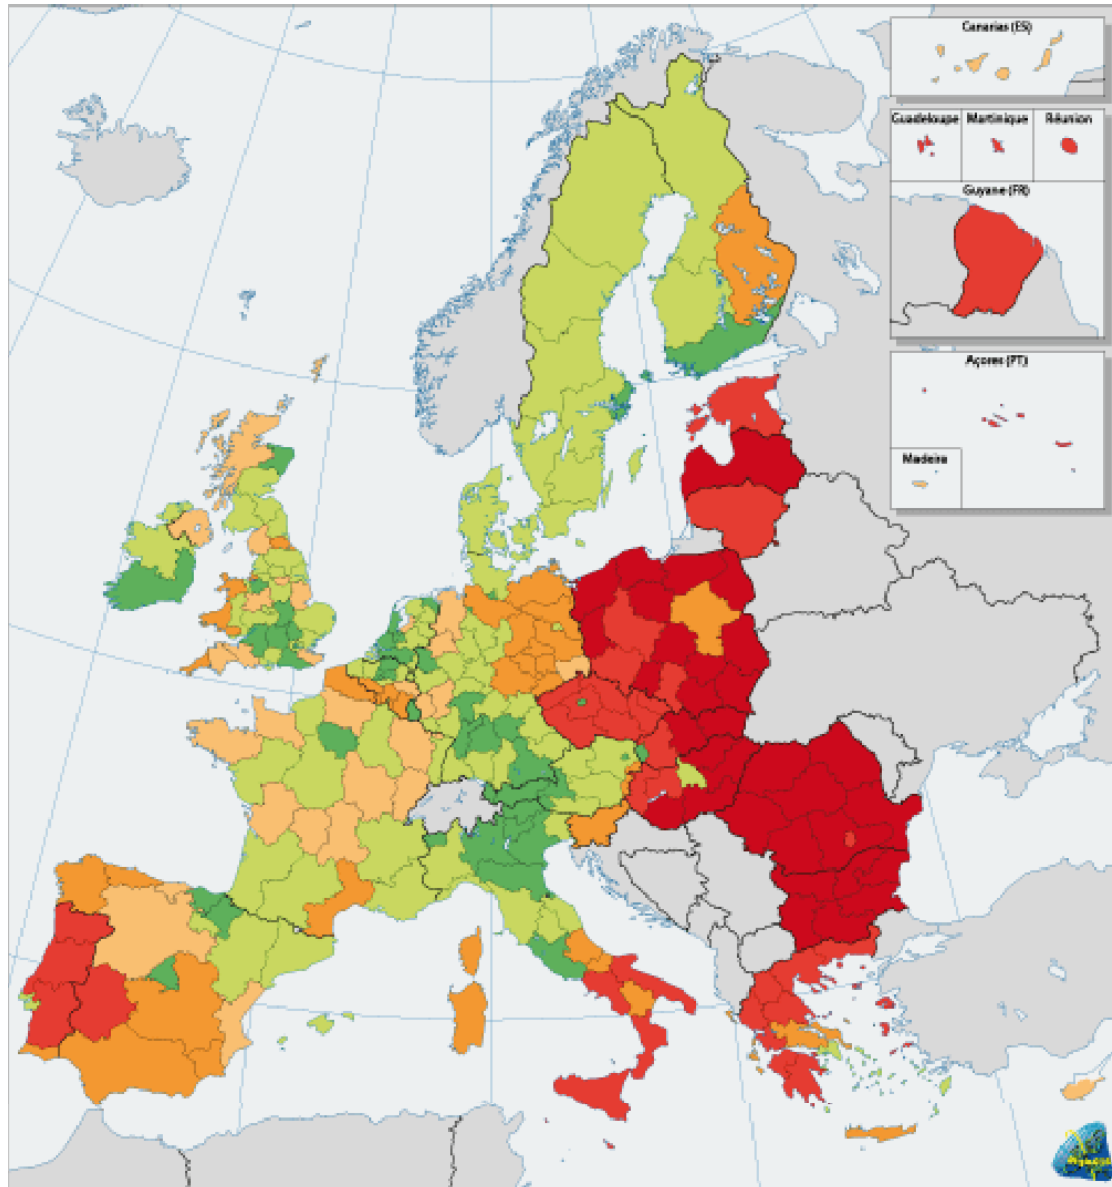 Canarias (ES)
Guadeloupe
Martinique
Réunion
Guyane (FR)
Açores (PT)
Madeira